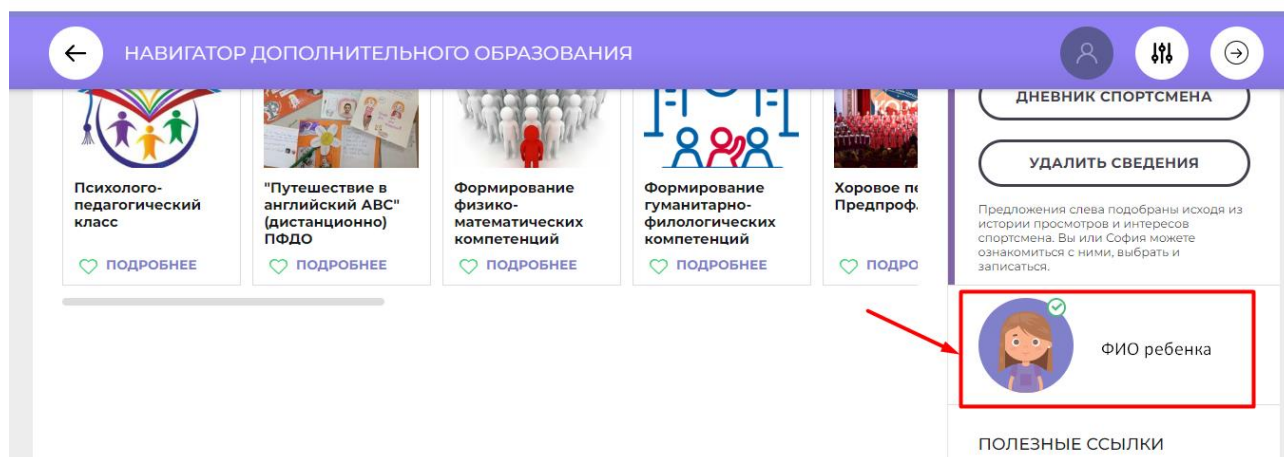 НАВИГАТОР ДОПОЛНИТЕЛЬНОГО ОБРАЗОВАНИЯ
Психолого-
педагогический
класс
ПОДРОБНЕЕ
"Путешествие в
английский АВС"
(дистанционно)
ПФДО
ПОДРОБНЕЕ
Формирование
физико-
математических
компетенций
ПОДРОБНЕЕ
Формирование
гуманитарно-
филологических
компетенций
ПОДРОБНЕЕ
Хоровое пе
Предпроф.
ПОДРО
ДНЕВНИК СПОРТСМЕНА
УДАЛИТЬ СВЕДЕНИЯ
Предложения слева подобраны исходя из
истории просмотров и интересов
спортсмена. Вы или София можете
ознакомиться с ними, выбрать и
записаться.
ФИО ребенка
ПОЛЕЗНЫЕ ССЫЛКИ